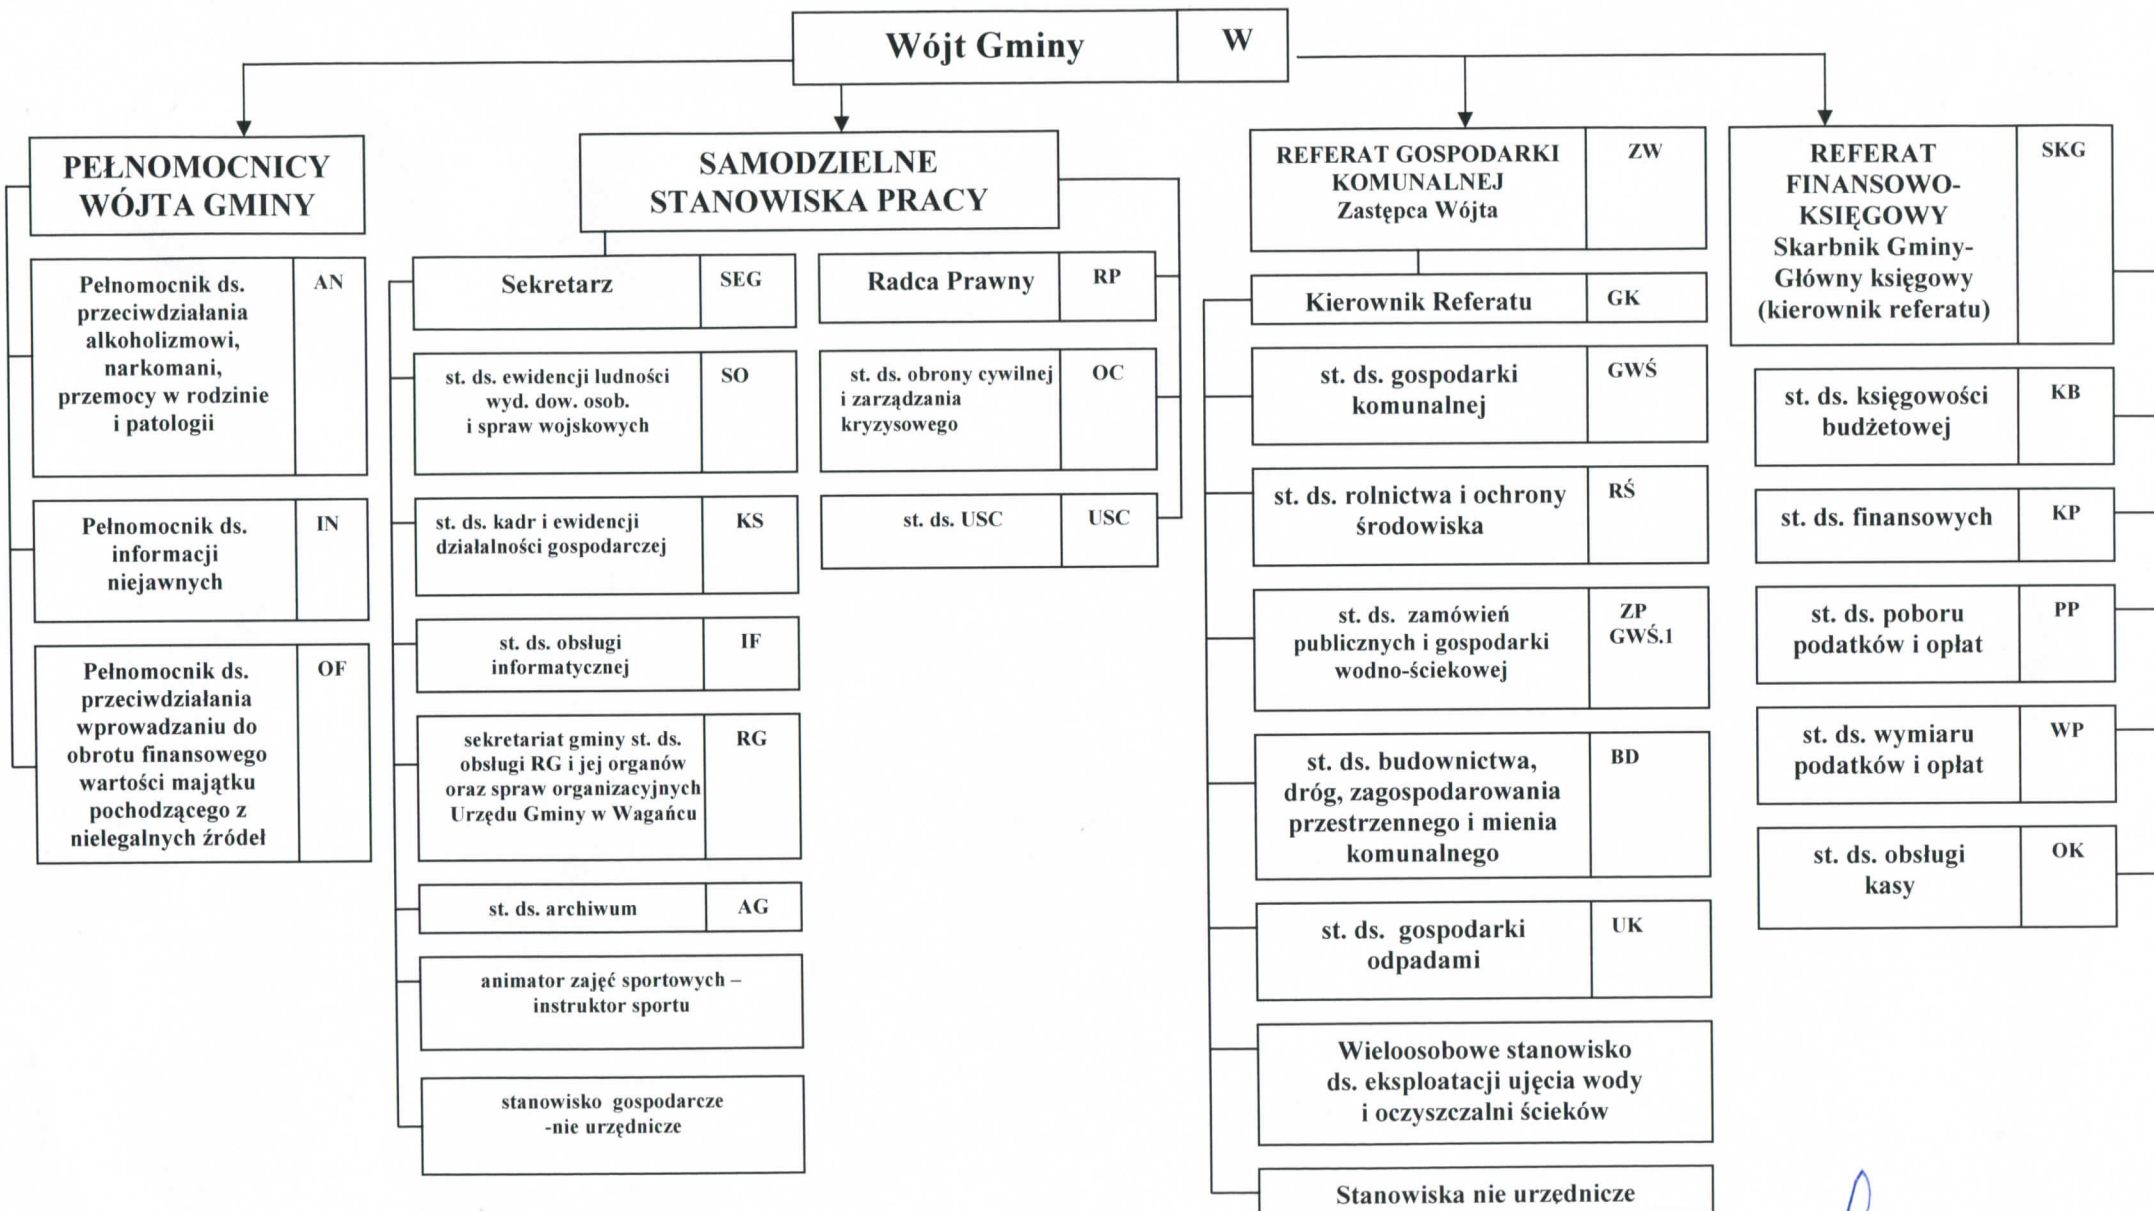 Wójt Gminy
W
PEŁNOMOCNICY
WÓJTA GMINY
Pełnomocnik ds.
przeciwdziałania
alkoholizmowi,
narkomani,
przemocy w rodzinie
i patologii
AN
Pełnomocnik ds.
informacji
niejawnych
IN
Pełnomocnik ds.
przeciwdziałania
wprowadzaniu do
obrotu finansowego
wartości majątku
pochodzącego z
nielegalnych źródeł
OF
SAMODZIELNE
STANOWISKA PRACY
Sekretarz
SEG
st. ds. ewidencji ludności
wyd. dow. osob.
i spraw wojskowych
SO
st. ds. kadr i ewidencji
działalności gospodarczej
KS
st. ds. obsługi
informatycznej
IF
sekretariat gminy st. ds.
obsługi RG i jej organów
oraz spraw organizacyjnych
Urzędu Gminy w Wagańcu
RG
st. ds. archiwum
AG
animator zajęć sportowych –
instruktor sportu
stanowisko gospodarcze
-nie urzędnicze
Radca Prawny
RP
st. ds. obrony cywilnej
i zarządzania
kryzysowego
OC
st. ds. USC
USC
REFERAT GOSPODARKI
KOMUNALNEJ
Zastępca Wójta
ZW
Kierownik Referatu
GK
st. ds. gospodarki
komunalnej
GWŚ
st. ds. rolnictwa i ochrony
środowiska
RŚ
st. ds. zamówień
publicznych i gospodarki
wodno-ściekowej
ZP
GWŚ.1
st. ds. budownictwa,
dróg, zagospodarowania
przestrzennego i mienia
komunalnego
BD
st. ds. gospodarki
odpadami
UK
Wieloosobowe stanowisko
ds. eksploatacji ujęcia wody
i oczyszczalni ścieków
Stanowiska nie urzędnicze
REFERAT
FINANSOWO-
KSIĘGOWY
Skarbnik Gminy-
Główny księgowy
(kierownik referatu)
SKG
st. ds. księgowości
budżetowej
KB
st. ds. finansowych
KP
st. ds. poboru
podatków i opłat
PP
st. ds. wymiaru
podatków i opłat
WP
st. ds. obsługi
kasy
OK